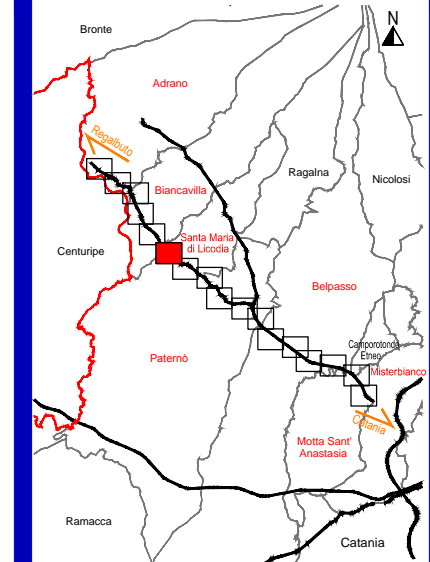 N
Bronte
Adrano
Regalbuto
Ragalna
Nicolosi
Biancavilla
Santa Maria
di Licodia
Centuripe
Belpasso
Camporotondo
Etneo
Misterbianco
Paternò
Catania
Motta Sant'
Anastasia
Ramacca
Catania